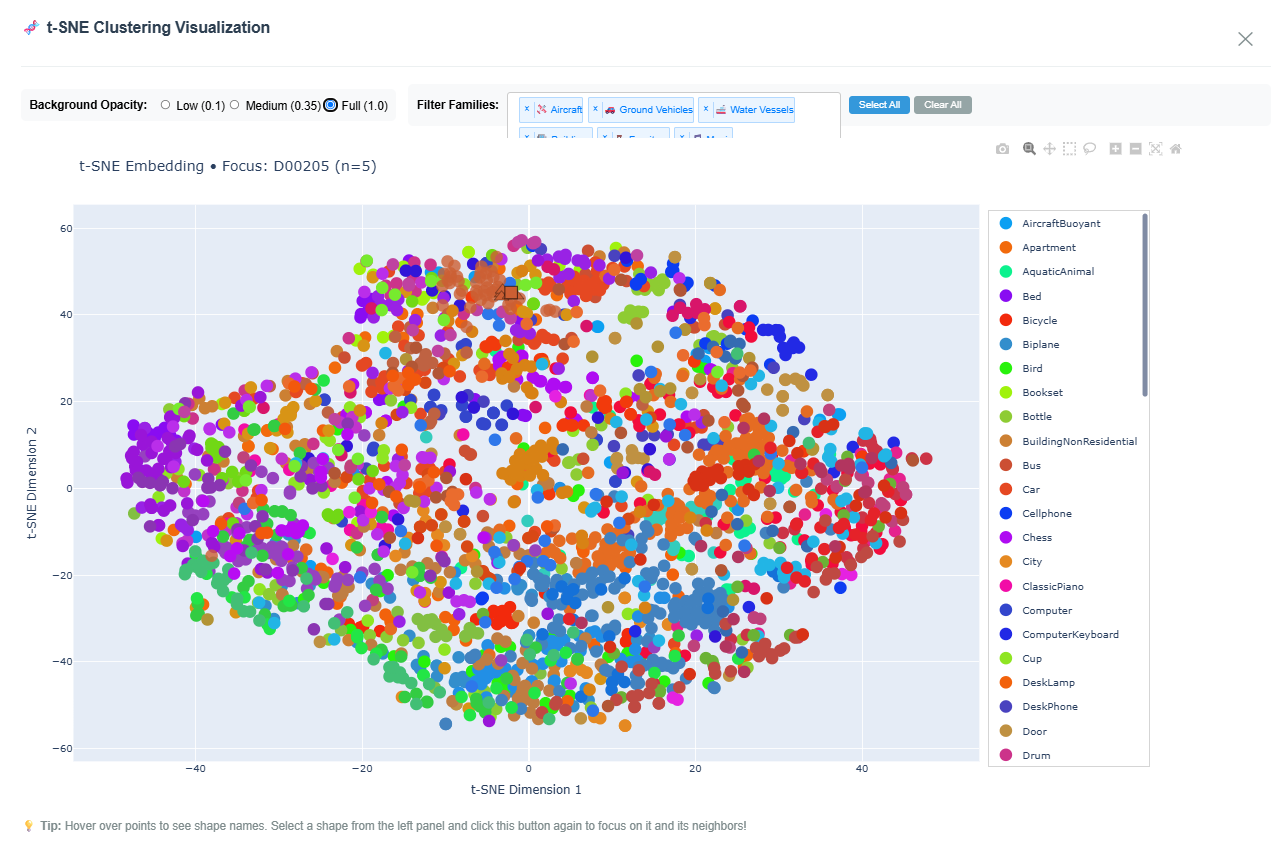 t-SNE Clustering Visualization
Background Opacity: Low (0.1) Medium (0.35) Full (1.0)
Filter Families: × Aircraft × Ground Vehicles × Water Vessels
Select All Clear All
t-SNE Embedding • Focus: D00205 (n=5)
t-SNE Dimension 2
60
40
20
0
−20
−40
−60
−40 −20 0 20 40
t-SNE Dimension 1
AircraftBuoyant
Apartment
AquaticAnimal
Bed
Bicycle
Biplane
Bird
Bookset
Bottle
BuildingNonResidential
Bus
Car
Cellphone
Chess
City
ClassicPiano
Computer
ComputerKeyboard
Cup
DeskLamp
DeskPhone
Door
Drum
Tip: Hover over points to see shape names. Select a shape from the left panel and click this button again to focus on it and its neighbors!